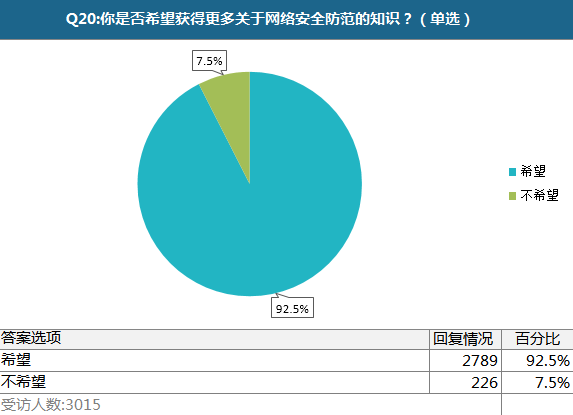 Q20:你是否希望获得更多关于网络安全防范的知识？（单选）
7.5%
希望
不希望
92.5%
答案选项 回复情况 百分比
希望 2789 92.5%
不希望 226 7.5%
受访人数:3015